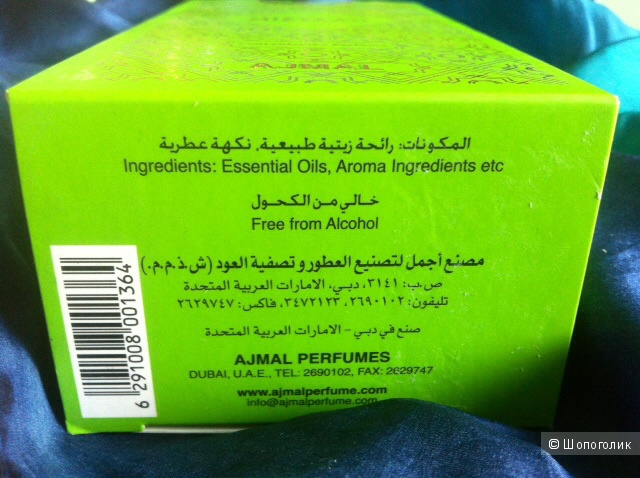 AJMAL
المكونات: رائحة زيتية طبيعية، نكهة عطرية
Ingredients: Essential Oils, Aroma Ingredients etc
خالي من الكحول
Free from Alcohol
مصنع أجمل لتصنيع العطور و تصفية العود (ش.ذ.م.م.)
ص.ب: ٣١٤١، دبي، الامارات العربية المتحدة
تليفون: ٢٦٩٠١٠٢، ٣٤٧٢١٢٣، فاكس: ٢٦٢٩٧٤٧
صنع في دبي - الامارات العربية المتحدة
AJMAL PERFUMES
DUBAI, U.A.E., TEL: 2690102, FAX: 2629747
www.ajmalperfume.com
info@ajmalperfume.com
6 291008 001364
© Шопоголик